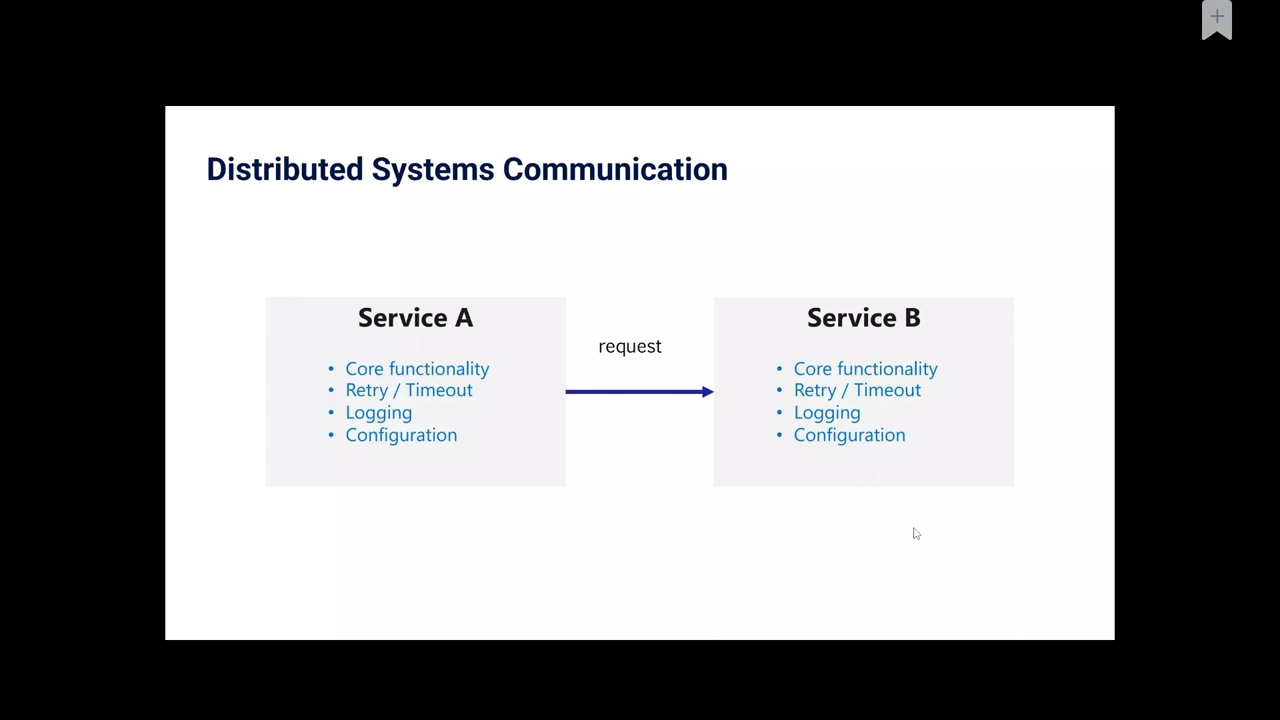 Distributed Systems Communication
Service A
• Core functionality
• Retry / Timeout
• Logging
• Configuration
request
Service B
• Core functionality
• Retry / Timeout
• Logging
• Configuration